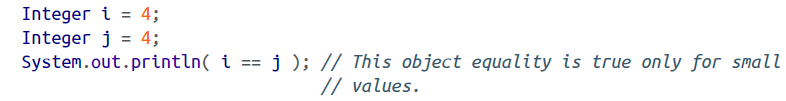 Integer i = 4;
Integer j = 4;
System.out.println( i == j ); // This object equality is true only for small
// values.